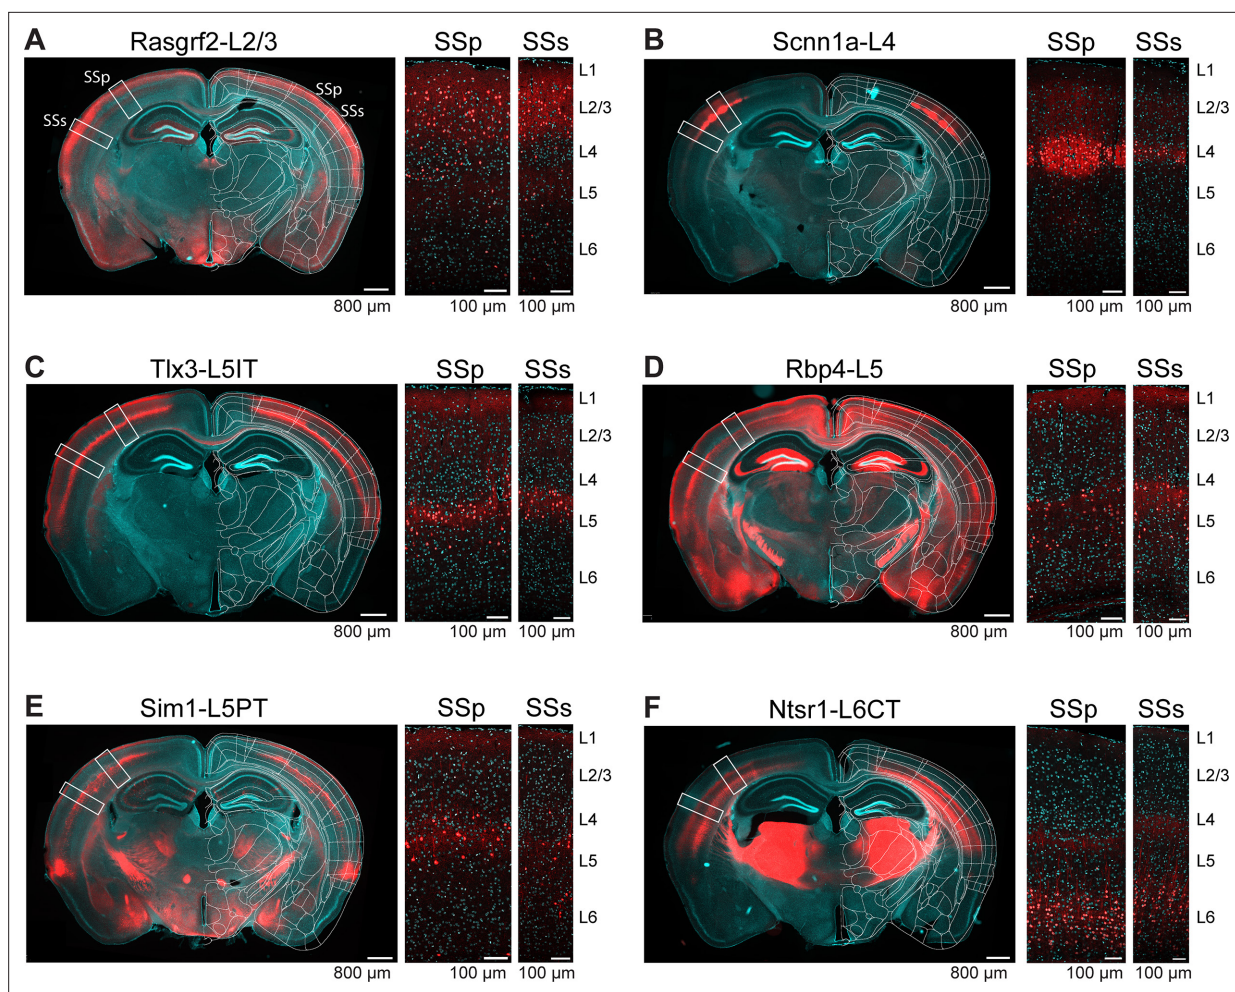 A Rasgrf2-L2/3 SSp SSs
SSp
SSs
SSp
SSs
L1
L2/3
L4
L5
L6
800 µm 100 µm 100 µm
B Scnn1a-L4 SSp SSs
L1
L2/3
L4
L5
L6
800 µm 100 µm 100 µm
C Tlx3-L5IT SSp SSs
L1
L2/3
L4
L5
L6
800 µm 100 µm 100 µm
D Rbp4-L5 SSp SSs
L1
L2/3
L4
L5
L6
800 µm 100 µm 100 µm
E Sim1-L5PT SSp SSs
L1
L2/3
L4
L5
L6
800 µm 100 µm 100 µm
F Ntsr1-L6CT SSp SSs
L1
L2/3
L4
L5
L6
800 µm 100 µm 100 µm